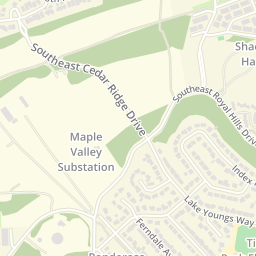 Southeast Cedar Ridge Drive
Maple
Valley
Substation
Southeast Royal Hills Drive
Index
Lake Youngs Way
Ferndale